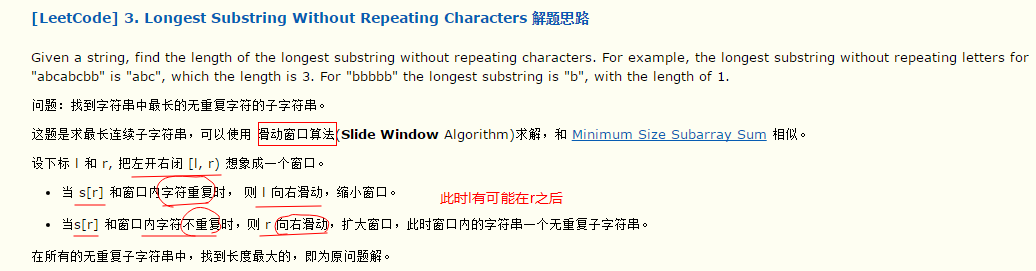 [LeetCode] 3. Longest Substring Without Repeating Characters 解题思路
Given a string, find the length of the longest substring without repeating characters. For example, the longest substring without repeating letters for
"abcabcbb" is "abc", which the length is 3. For "bbbbb" the longest substring is "b", with the length of 1.
问题：找到字符串中最长的无重复字符的子字符串。
这题是求最长连续子字符串，可以使用 滑动窗口算法(Slide Window Algorithm)求解，和 Minimum Size Subarray Sum 相似。
设下标 l 和 r, 把左开右闭 [l, r) 想象成一个窗口。
• 当 s[r] 和窗口内字符重复时， 则 l 向右滑动，缩小窗口。
此时l有可能在r之后
• 当s[r] 和窗口内字符不重复时，则 r 向右滑动，扩大窗口，此时窗口内的字符串一个无重复子字符串。
在所有的无重复子字符串中，找到长度最大的，即为原问题解。